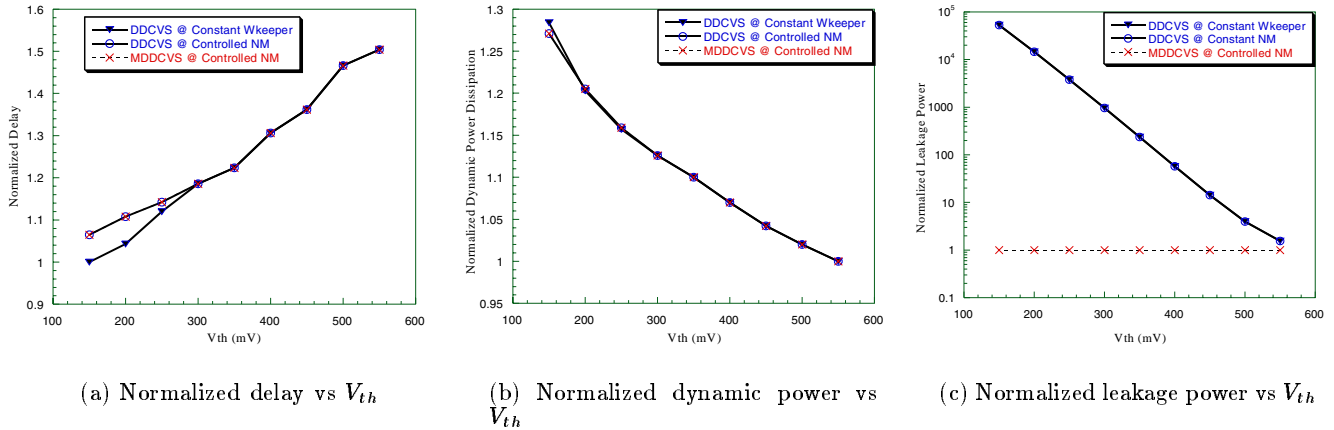 1.6
1.5
1.4
1.3
1.2
1.1
1
0.9
Normalized Delay
DDCVS @ Constant Wkeeper
DDCVS @ Controlled NM
MDDCVS @ Controlled NM
100 200 300 400 500 600
Vth (mV)
(a) Normalized delay vs Vth
1.3
1.25
1.2
1.15
1.1
1.05
1
0.95
Normalized Dynamic Power Dissipation
DDCVS @ Constant Wkeeper
DDCVS @ Controlled NM
MDDCVS @ Controlled NM
100 200 300 400 500 600
Vth (mV)
(b) Normalized dynamic power vs
Vth
10^5
10^4
1000
100
10
1
0.1
Normalized Leakage Power
DDCVS @ Constant Wkeeper
DDCVS @ Constant NM
MDDCVS @ Controlled NM
100 200 300 400 500 600
Vth (mV)
(c) Normalized leakage power vs Vth